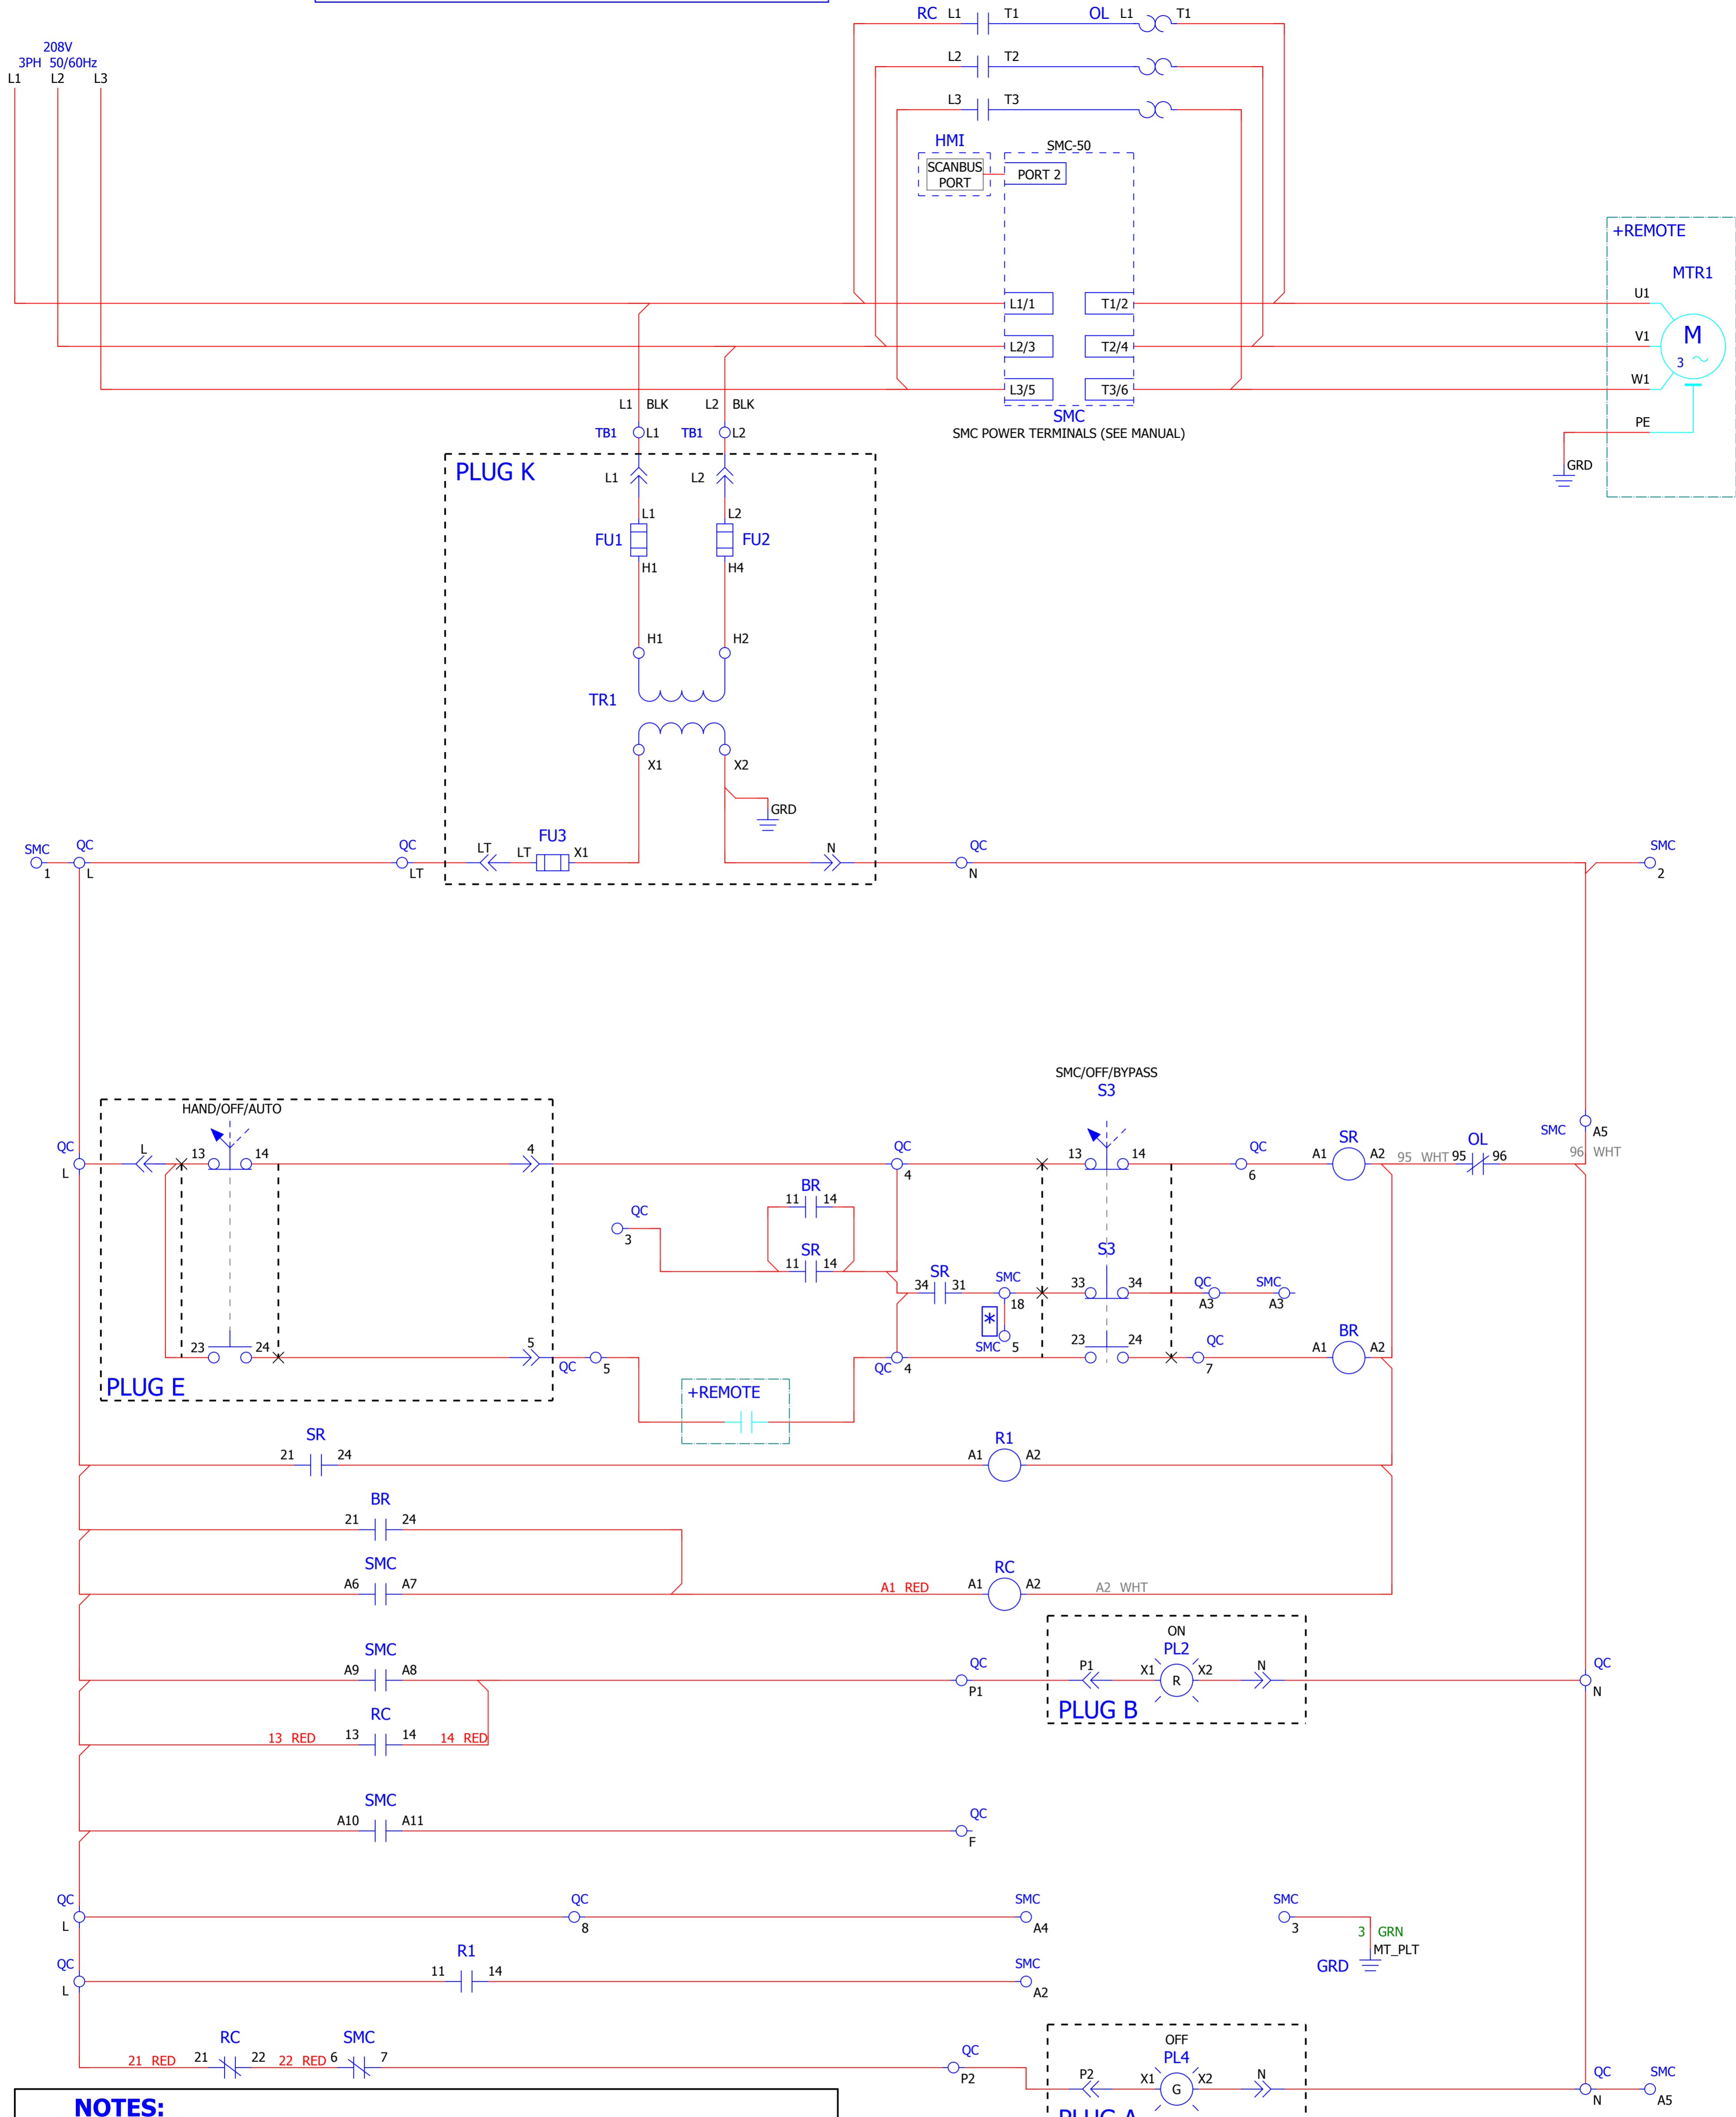 RC L1 T1 OL L1 T1
208V
3PH 50/60Hz
L1 L2 L3
L2 T2
L3 T3
HMI
SMC-50
SCANBUS
PORT
PORT 2
+REMOTE
MTR1
L1/1 T1/2 U1
L2/3 T2/4 V1
M
3
L3/5 T3/6 W1
L1 BLK L2 BLK
SMC
SMC POWER TERMINALS (SEE MANUAL)
PE
GRD
TB1 L1 TB1 L2
PLUG K
L1 L2
L1 L2
FU1 FU2
H1 H4
H1 H2
TR1
X1 X2
GRD
SMC QC QC LT LT FU3 X1 N QC SMC
1 L LT N 2
SMC/OFF/BYPASS
S3
HAND/OFF/AUTO
QC L 13 14 4 QC 13 14 QC SR OL SMC A5
L 4 6 A1 A2 95 WHT 95 96 96 WHT
BR
11 14
QC
3
SR
11 14
S3
SR
34 31 SMC 33 34 QC SMC
18 A3 A3
*
SMC 5
23 24 5 23 24 QC BR
QC 5 QC 4 7 A1 A2
PLUG E
+REMOTE
SR
21 24
R1
A1 A2
BR
21 24
SMC
A6 A7
RC
A1 RED A1 A2 A2 WHT
ON
PL2
SMC
A9 A8
QC
P1
P1 X1 R X2 N
QC
N
PLUG B
RC
13 RED 13 14 14 RED
SMC
A10 A11
QC
F
QC QC SMC SMC
L 8 A4 3
3 GRN
MT_PLT
GRD
QC
L
R1
11 14
SMC
A2
RC SMC
21 RED 21 22 22 RED 6 7
QC
P2
OFF
PL4
P2 X1 G X2 N
QC SMC
N A5
PLUG A
NOTES: